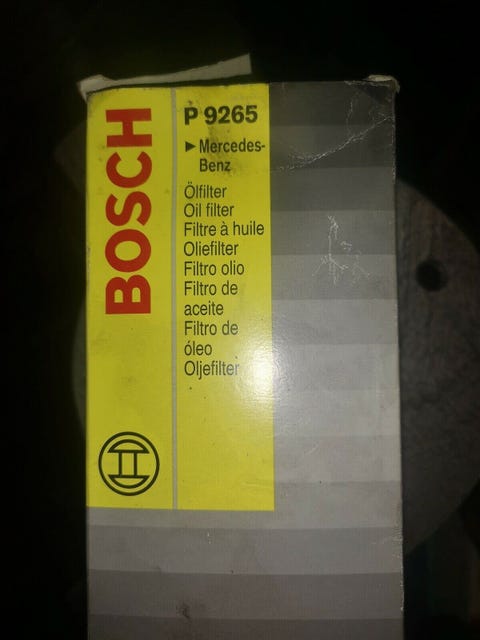 BOSCH
P 9265
►Mercedes-
Benz
Ölfilter
Oil filter
Filtre à huile
Oliefilter
Filtro olio
Filtro de
aceite
Filtro de
óleo
Oljefilter